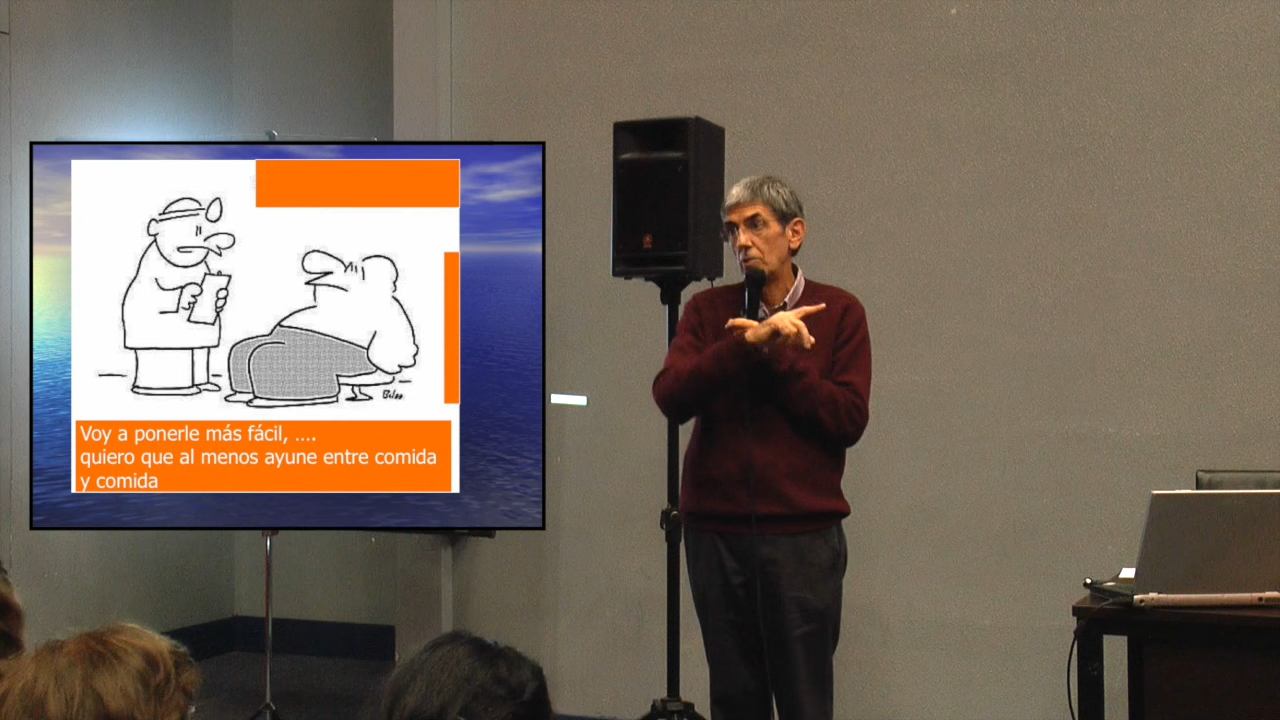 Voy a ponerle más fácil, ....
quiero que al menos ayune entre comida
y comida